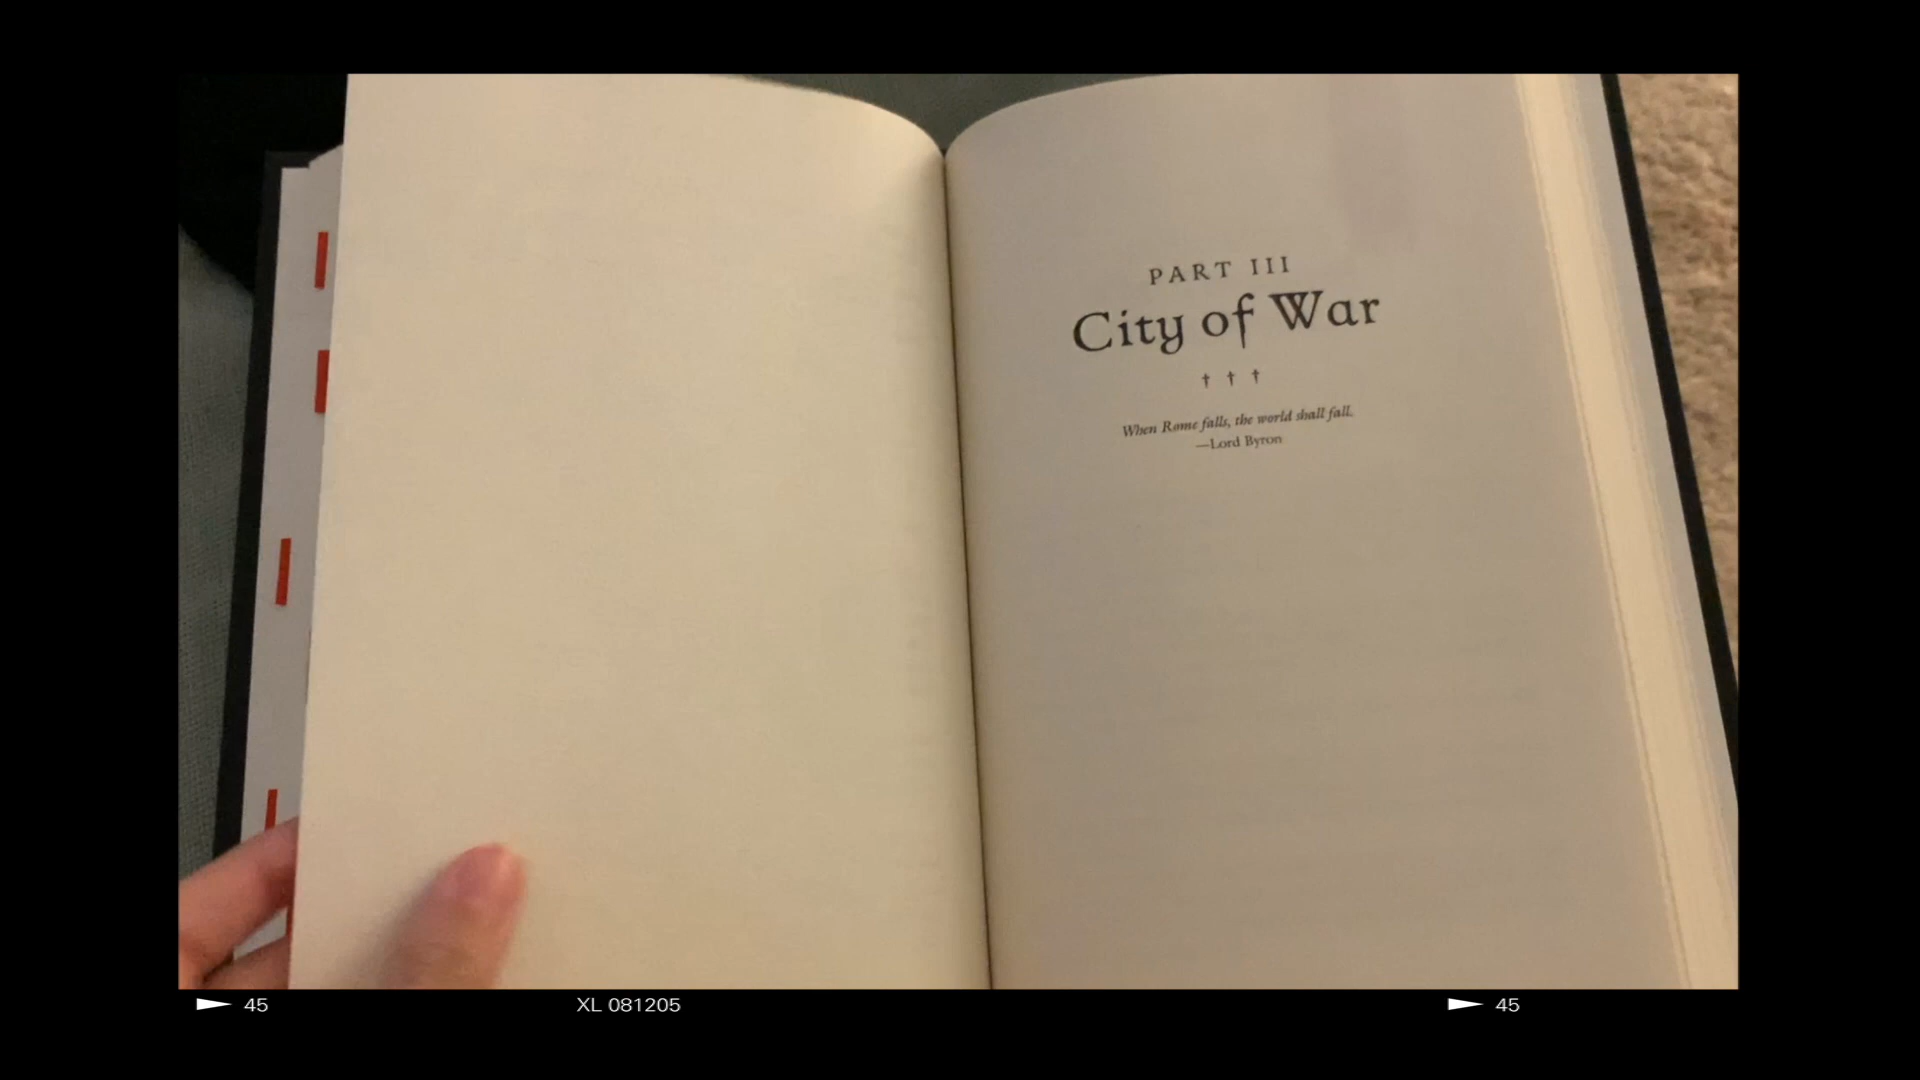 PART III
City of War
† † †
When Rome falls, the world shall fall.
—Lord Byron
45
XL 081205
45